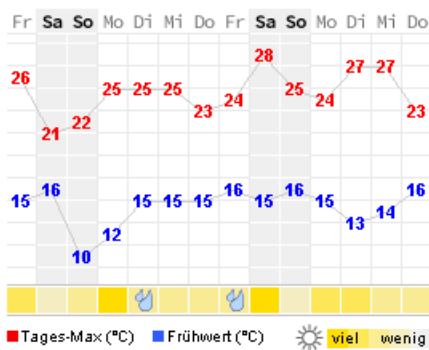 Fr Sa So Mo Di Mi Do Fr Sa So Mo Di Mi Do
26 21 22 25 25 25 23 24 28 25 24 27 27 23
15 16 10 12 15 15 15 16 15 16 15 13 14 16
Tages-Max (°C) Frühwert (°C) viel wenig